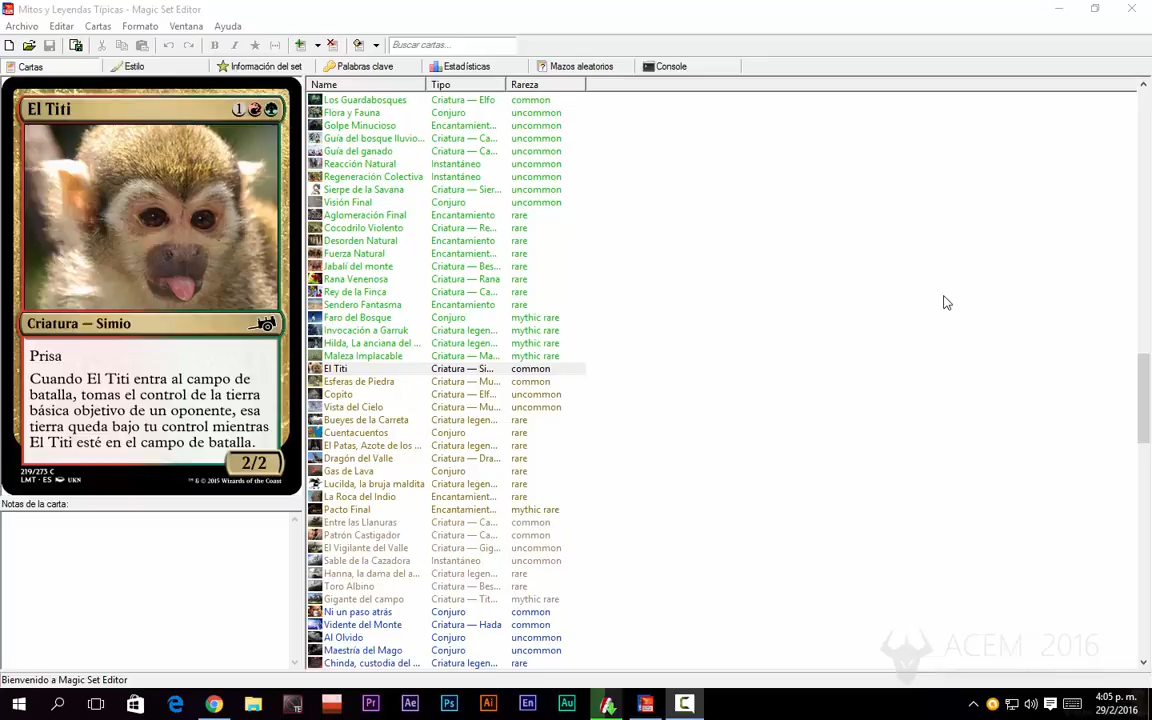 Mitos y Leyendas Típicas - Magic Set Editor
Archivo Editar Cartas Formato Ventana Ayuda
Buscar cartas...
Cartas Estilo Información del set Palabras clave Estadísticas Mazos aleatorios Console
El Titi
1
Criatura — Simio
Prisa
Cuando El Titi entra al campo de
batalla, tomas el control de la tierra
básica objetivo de un oponente, esa
tierra queda bajo tu control mientras
El Titi esté en el campo de batalla.
2/2
219/273 C
LMT · ES UKN
™ & © 2015 Wizards of the Coast
Notas de la carta:
Name Tipo Rareza
Los Guardabosques Criatura — Elfo common
Flora y Fauna Conjuro uncommon
Golpe Minucioso Encantamient... uncommon
Guía del bosque lluvio... Criatura — Ca... uncommon
Guía del ganado Criatura — Ca... uncommon
Reacción Natural Instantáneo uncommon
Regeneración Colectiva Instantáneo uncommon
Sierpe de la Savana Criatura — Sier... uncommon
Visión Final Conjuro uncommon
Aglomeración Final Encantamiento rare
Cocodrilo Violento Criatura — Re... rare
Desorden Natural Encantamiento rare
Fuerza Natural Encantamiento rare
Jabalí del monte Criatura — Bes... rare
Rana Venenosa Criatura — Rana rare
Rey de la Finca Criatura — Ca... rare
Sendero Fantasma Encantamiento rare
Faro del Bosque Conjuro mythic rare
Invocación a Garruk Criatura legen... mythic rare
Hilda, La anciana del ... Criatura legen... mythic rare
Maleza Implacable Criatura — Ma... mythic rare
El Titi Criatura — Si... common
Esferas de Piedra Criatura — Mu... common
Copito Criatura — Elf... uncommon
Vista del Cielo Criatura — Mu... uncommon
Bueyes de la Carreta Criatura legen... rare
Cuentacuentos Conjuro rare
El Patas, Azote de los ... Criatura legen... rare
Dragón del Valle Criatura — Dra... rare
Gas de Lava Conjuro rare
Lucilda, la bruja maldita Criatura legen... rare
La Roca del Indio Encantamient... rare
Pacto Final Encantamient... mythic rare
Entre las Llanuras Criatura — Ca... common
Patrón Castigador Criatura — Ca... common
El Vigilante del Valle Criatura — Gig... uncommon
Sable de la Cazadora Instantáneo uncommon
Hanna, la dama del a... Criatura legen... rare
Toro Albino Criatura — Bes... rare
Gigante del campo Criatura — Tit... mythic rare
Ni un paso atrás Conjuro common
Vidente del Monte Criatura — Hada common
Al Olvido Conjuro uncommon
Maestría del Mago Conjuro uncommon
Chinda, custodia del ... Criatura legen... rare
ACEM 2016
Bienvenido a Magic Set Editor
Pr Ae Ps Ai En Au
4:05 p. m.
29/2/2016